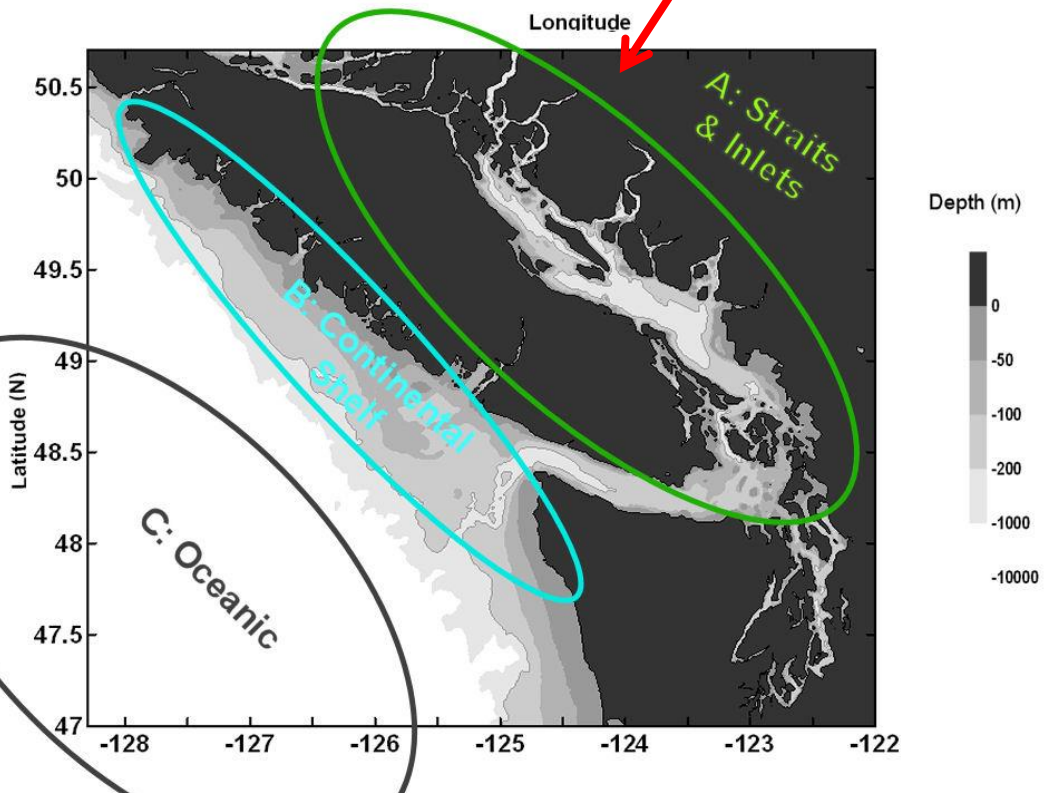 Longitude
50.5
50
49.5
49
48.5
48
47.5
47
Latitude (N)
A: Straits
& Inlets
B: Continental
Shelf
C: Oceanic
-128
-127
-126
-125
-124
-123
-122
Depth (m)
0
-50
-100
-200
-1000
-10000